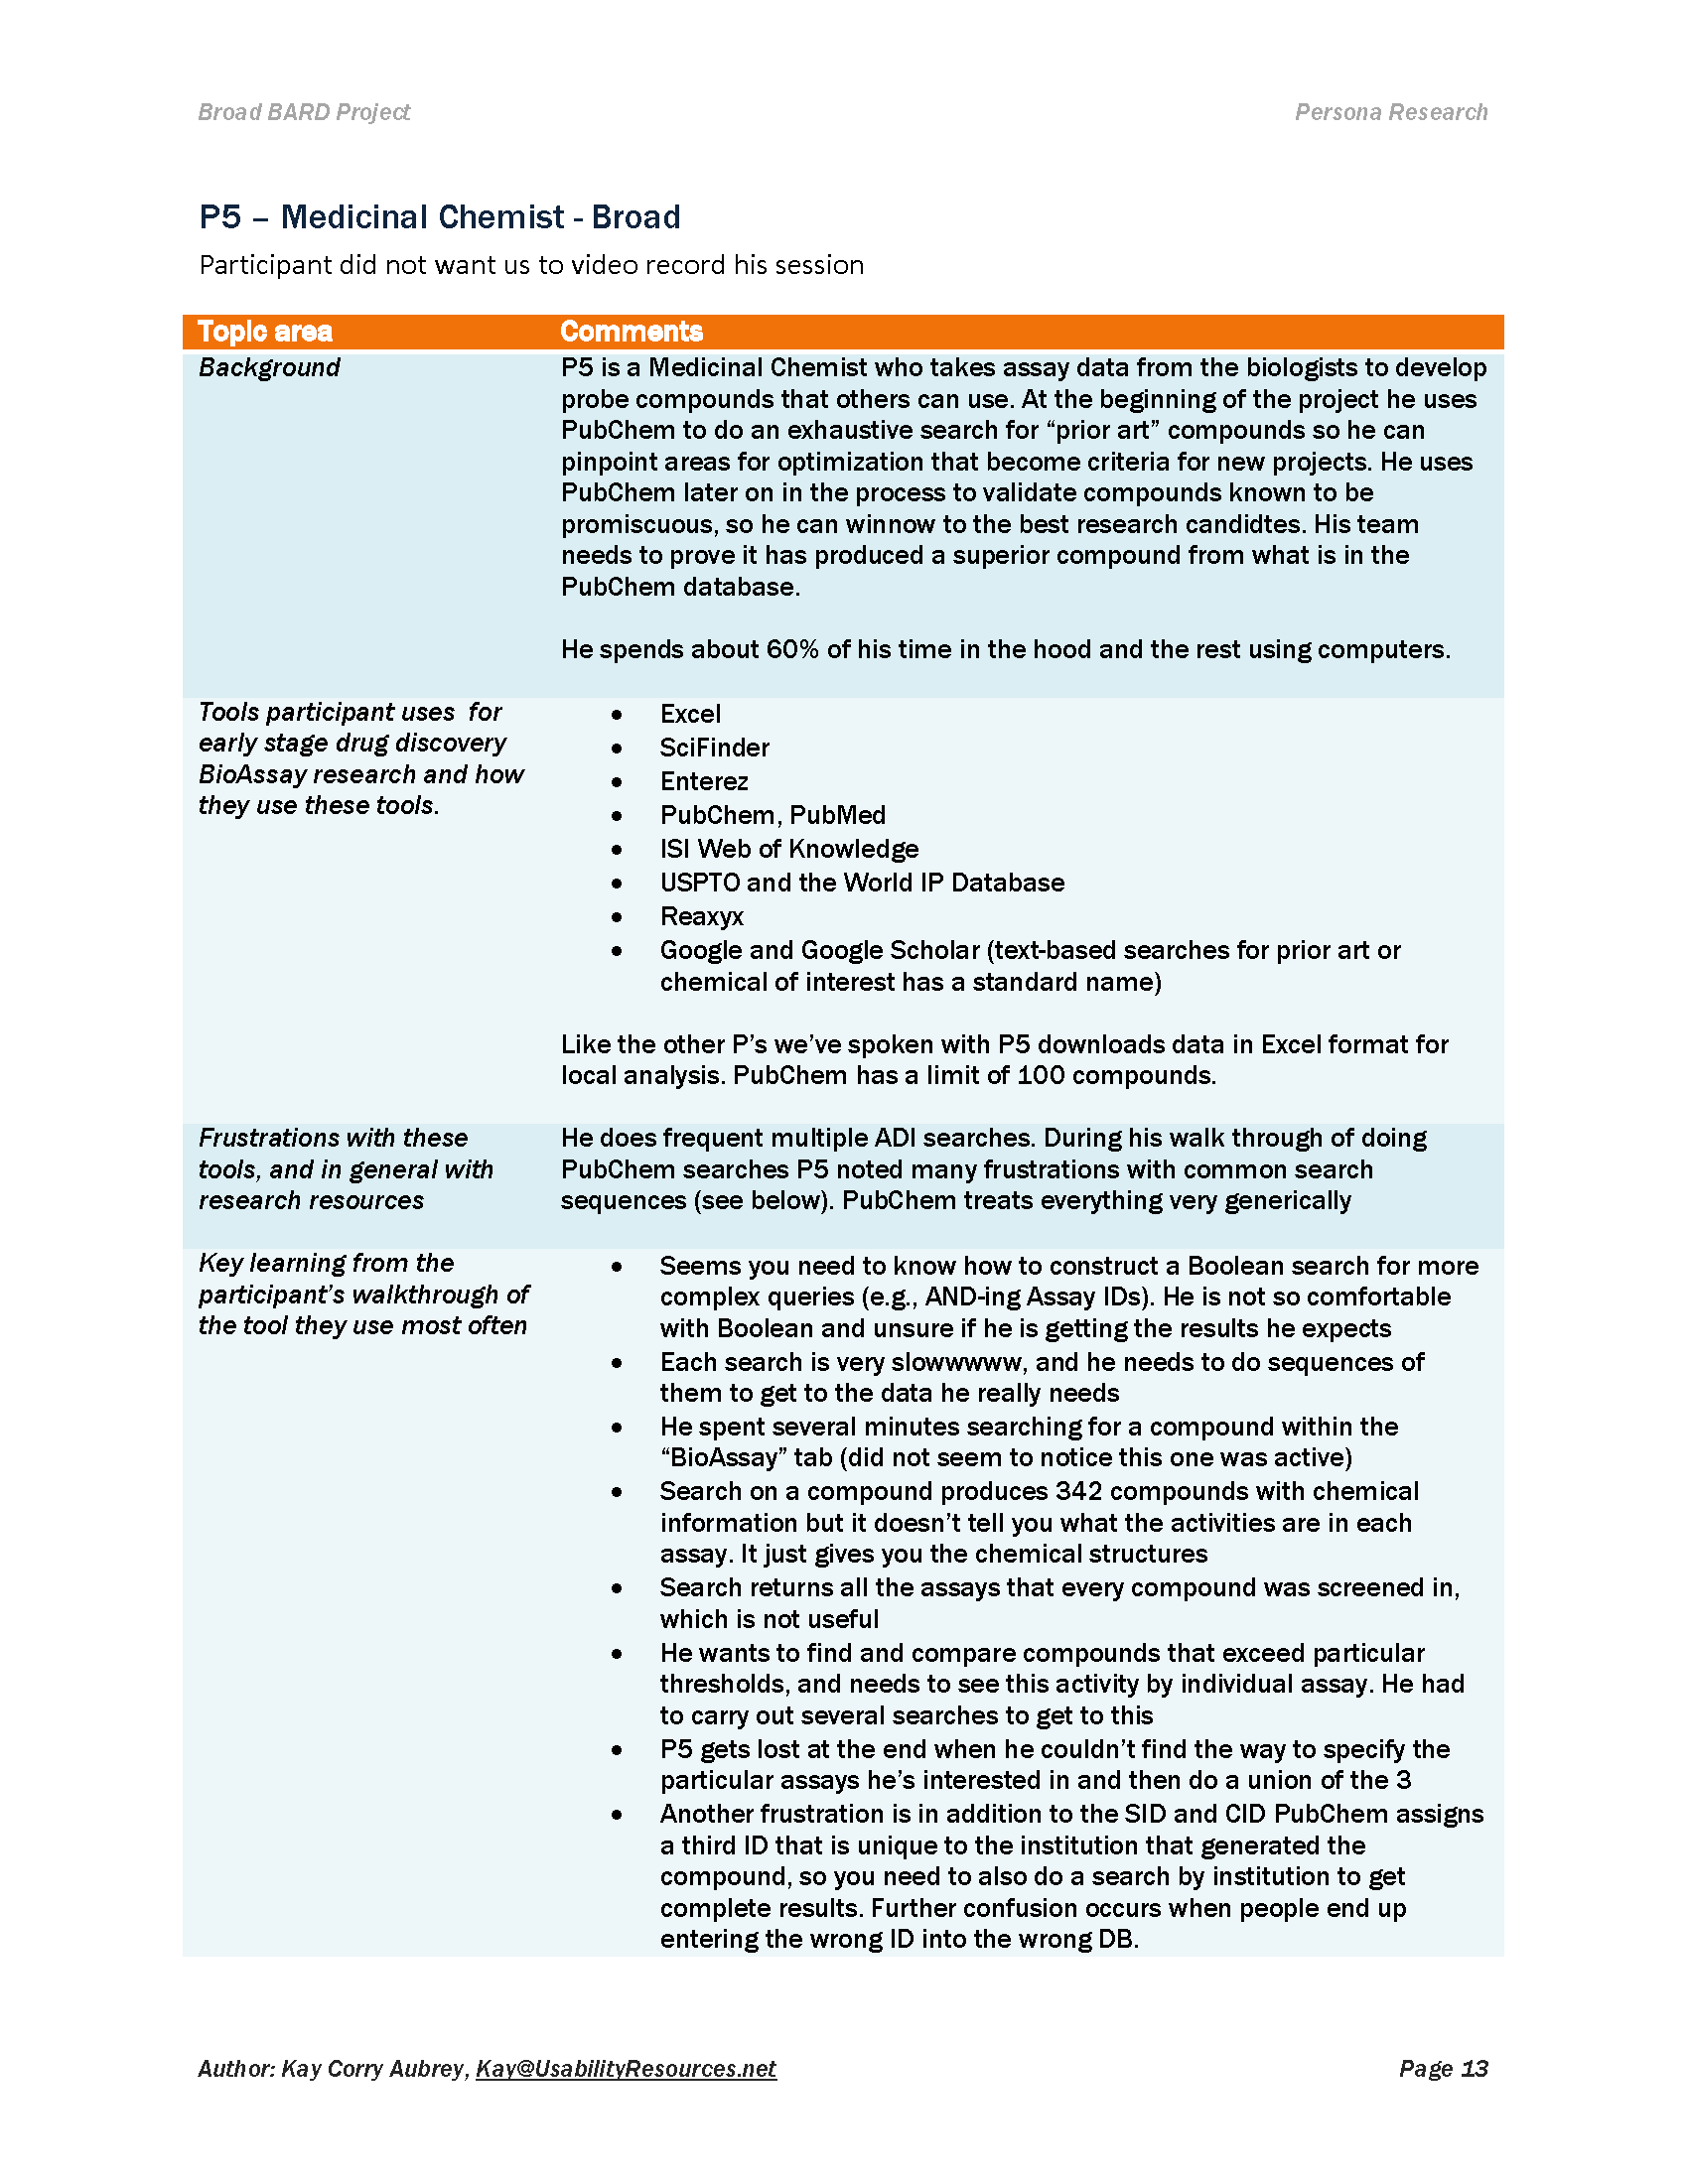 Broad BARD Project
Persona Research
P5 – Medicinal Chemist - Broad
Participant did not want us to video record his session
Topic area
Comments
Background
P5 is a Medicinal Chemist who takes assay data from the biologists to develop
probe compounds that others can use. At the beginning of the project he uses
PubChem to do an exhaustive search for “prior art” compounds so he can
pinpoint areas for optimization that become criteria for new projects. He uses
PubChem later on in the process to validate compounds known to be
promiscuous, so he can winnow to the best research candidtes. His team
needs to prove it has produced a superior compound from what is in the
PubChem database.
He spends about 60% of his time in the hood and the rest using computers.
Tools participant uses  for
early stage drug discovery
BioAssay research and how
they use these tools.
• Excel
• SciFinder
• Enterez
• PubChem, PubMed
• ISI Web of Knowledge
• USPTO and the World IP Database
• Reaxyx
• Google and Google Scholar (text-based searches for prior art or
chemical of interest has a standard name)
Like the other P’s we’ve spoken with P5 downloads data in Excel format for
local analysis. PubChem has a limit of 100 compounds.
Frustrations with these
tools, and in general with
research resources
He does frequent multiple ADI searches. During his walk through of doing
PubChem searches P5 noted many frustrations with common search
sequences (see below). PubChem treats everything very generically
Key learning from the
participant’s walkthrough of
the tool they use most often
• Seems you need to know how to construct a Boolean search for more
complex queries (e.g., AND-ing Assay IDs). He is not so comfortable
with Boolean and unsure if he is getting the results he expects
• Each search is very slowwwww, and he needs to do sequences of
them to get to the data he really needs
• He spent several minutes searching for a compound within the
“BioAssay” tab (did not seem to notice this one was active)
• Search on a compound produces 342 compounds with chemical
information but it doesn’t tell you what the activities are in each
assay. It just gives you the chemical structures
• Search returns all the assays that every compound was screened in,
which is not useful
• He wants to find and compare compounds that exceed particular
thresholds, and needs to see this activity by individual assay. He had
to carry out several searches to get to this
• P5 gets lost at the end when he couldn’t find the way to specify the
particular assays he’s interested in and then do a union of the 3
• Another frustration is in addition to the SID and CID PubChem assigns
a third ID that is unique to the institution that generated the
compound, so you need to also do a search by institution to get
complete results. Further confusion occurs when people end up
entering the wrong ID into the wrong DB.
Author: Kay Corry Aubrey, Kay@UsabilityResources.net
Page 13